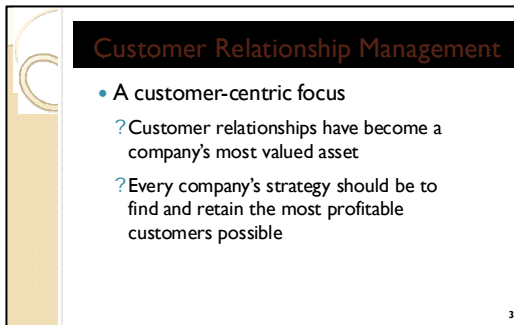 Customer Relationship Management
• A customer-centric focus
?Customer relationships have become a
company's most valued asset
?Every company's strategy should be to
find and retain the most profitable
customers possible
3